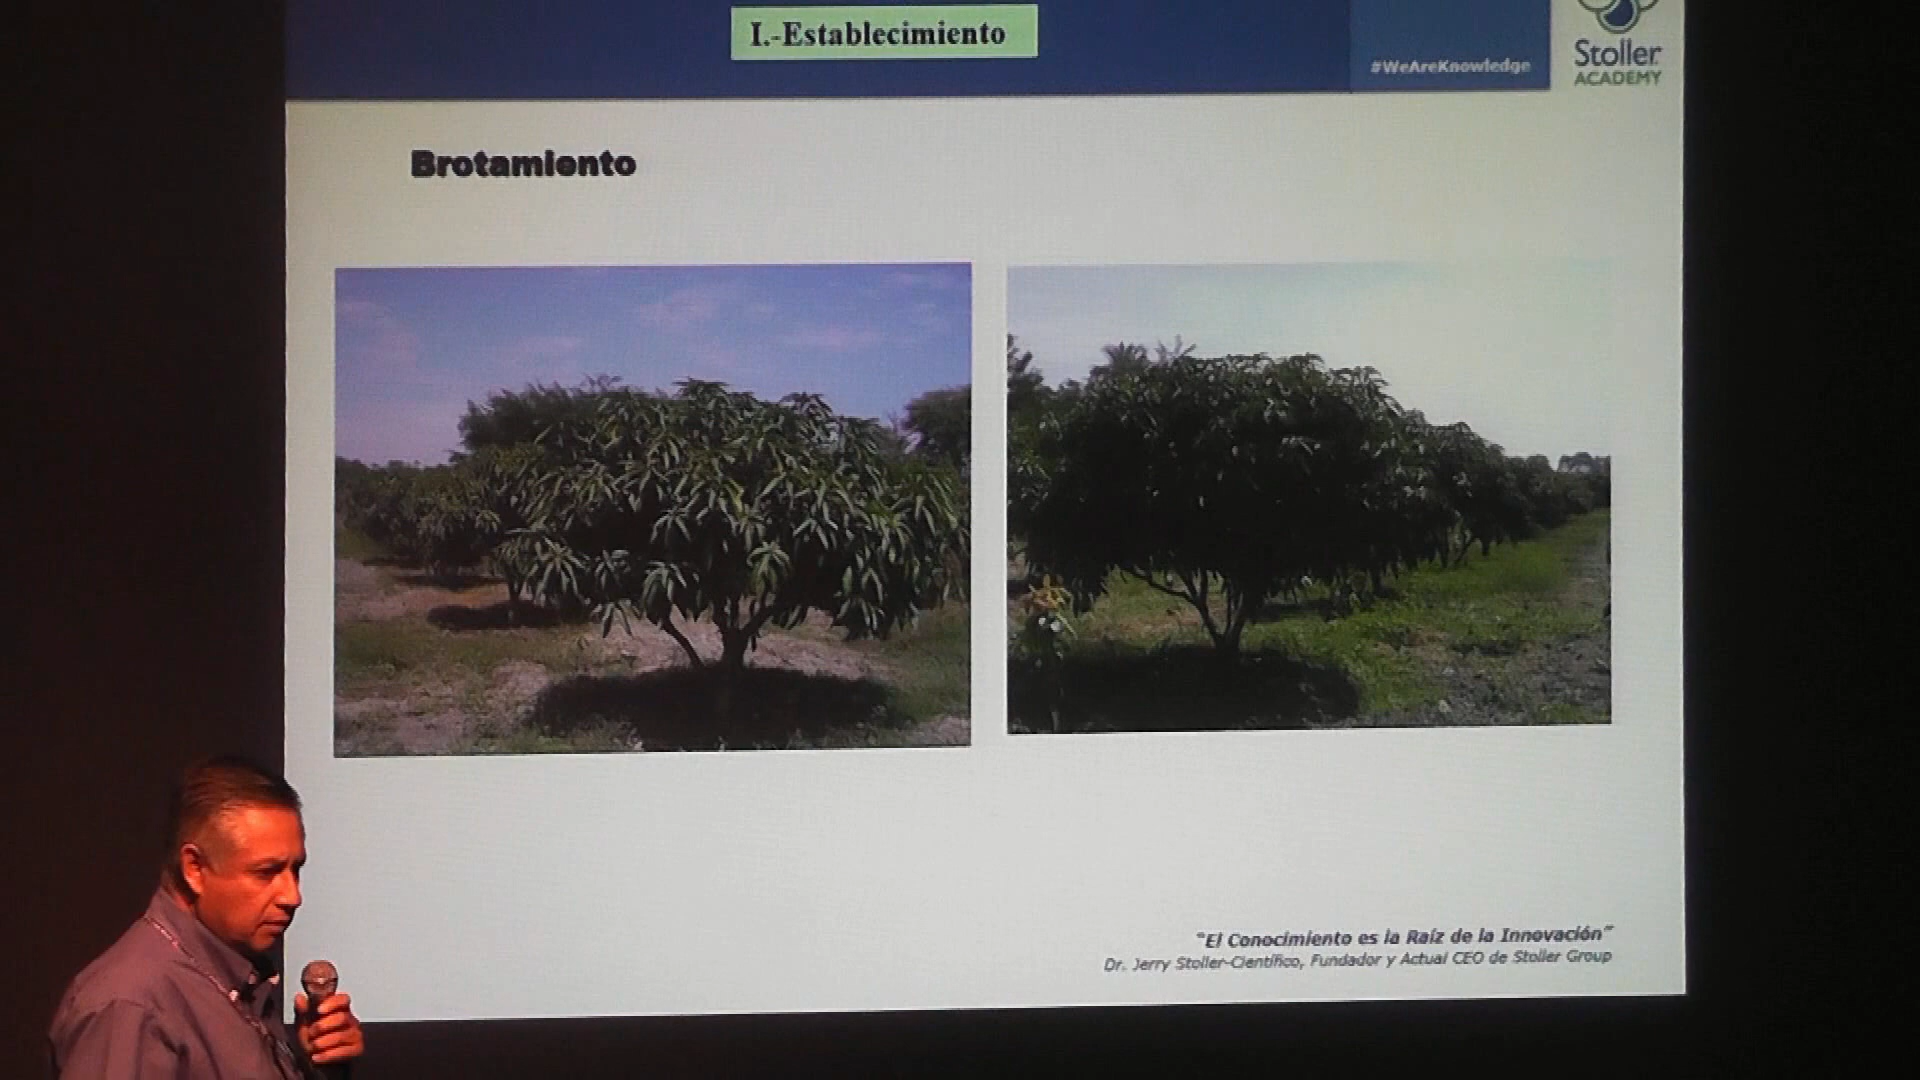 I.-Establecimiento
#WeAreKnowledge
Stoller
ACADEMY
Brotamiento
“El Conocimiento es la Raíz de la Innovación”
Dr. Jerry Stoller-Científico, Fundador y Actual CEO de Stoller Group